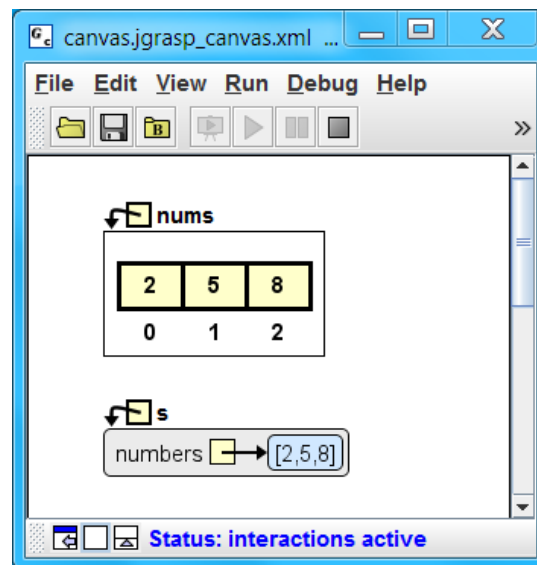 canvas.jgrasp_canvas.xml ...
File Edit View Run Debug Help
B
»
nums
2 5 8
0 1 2
s
numbers [2,5,8]
Status: interactions active